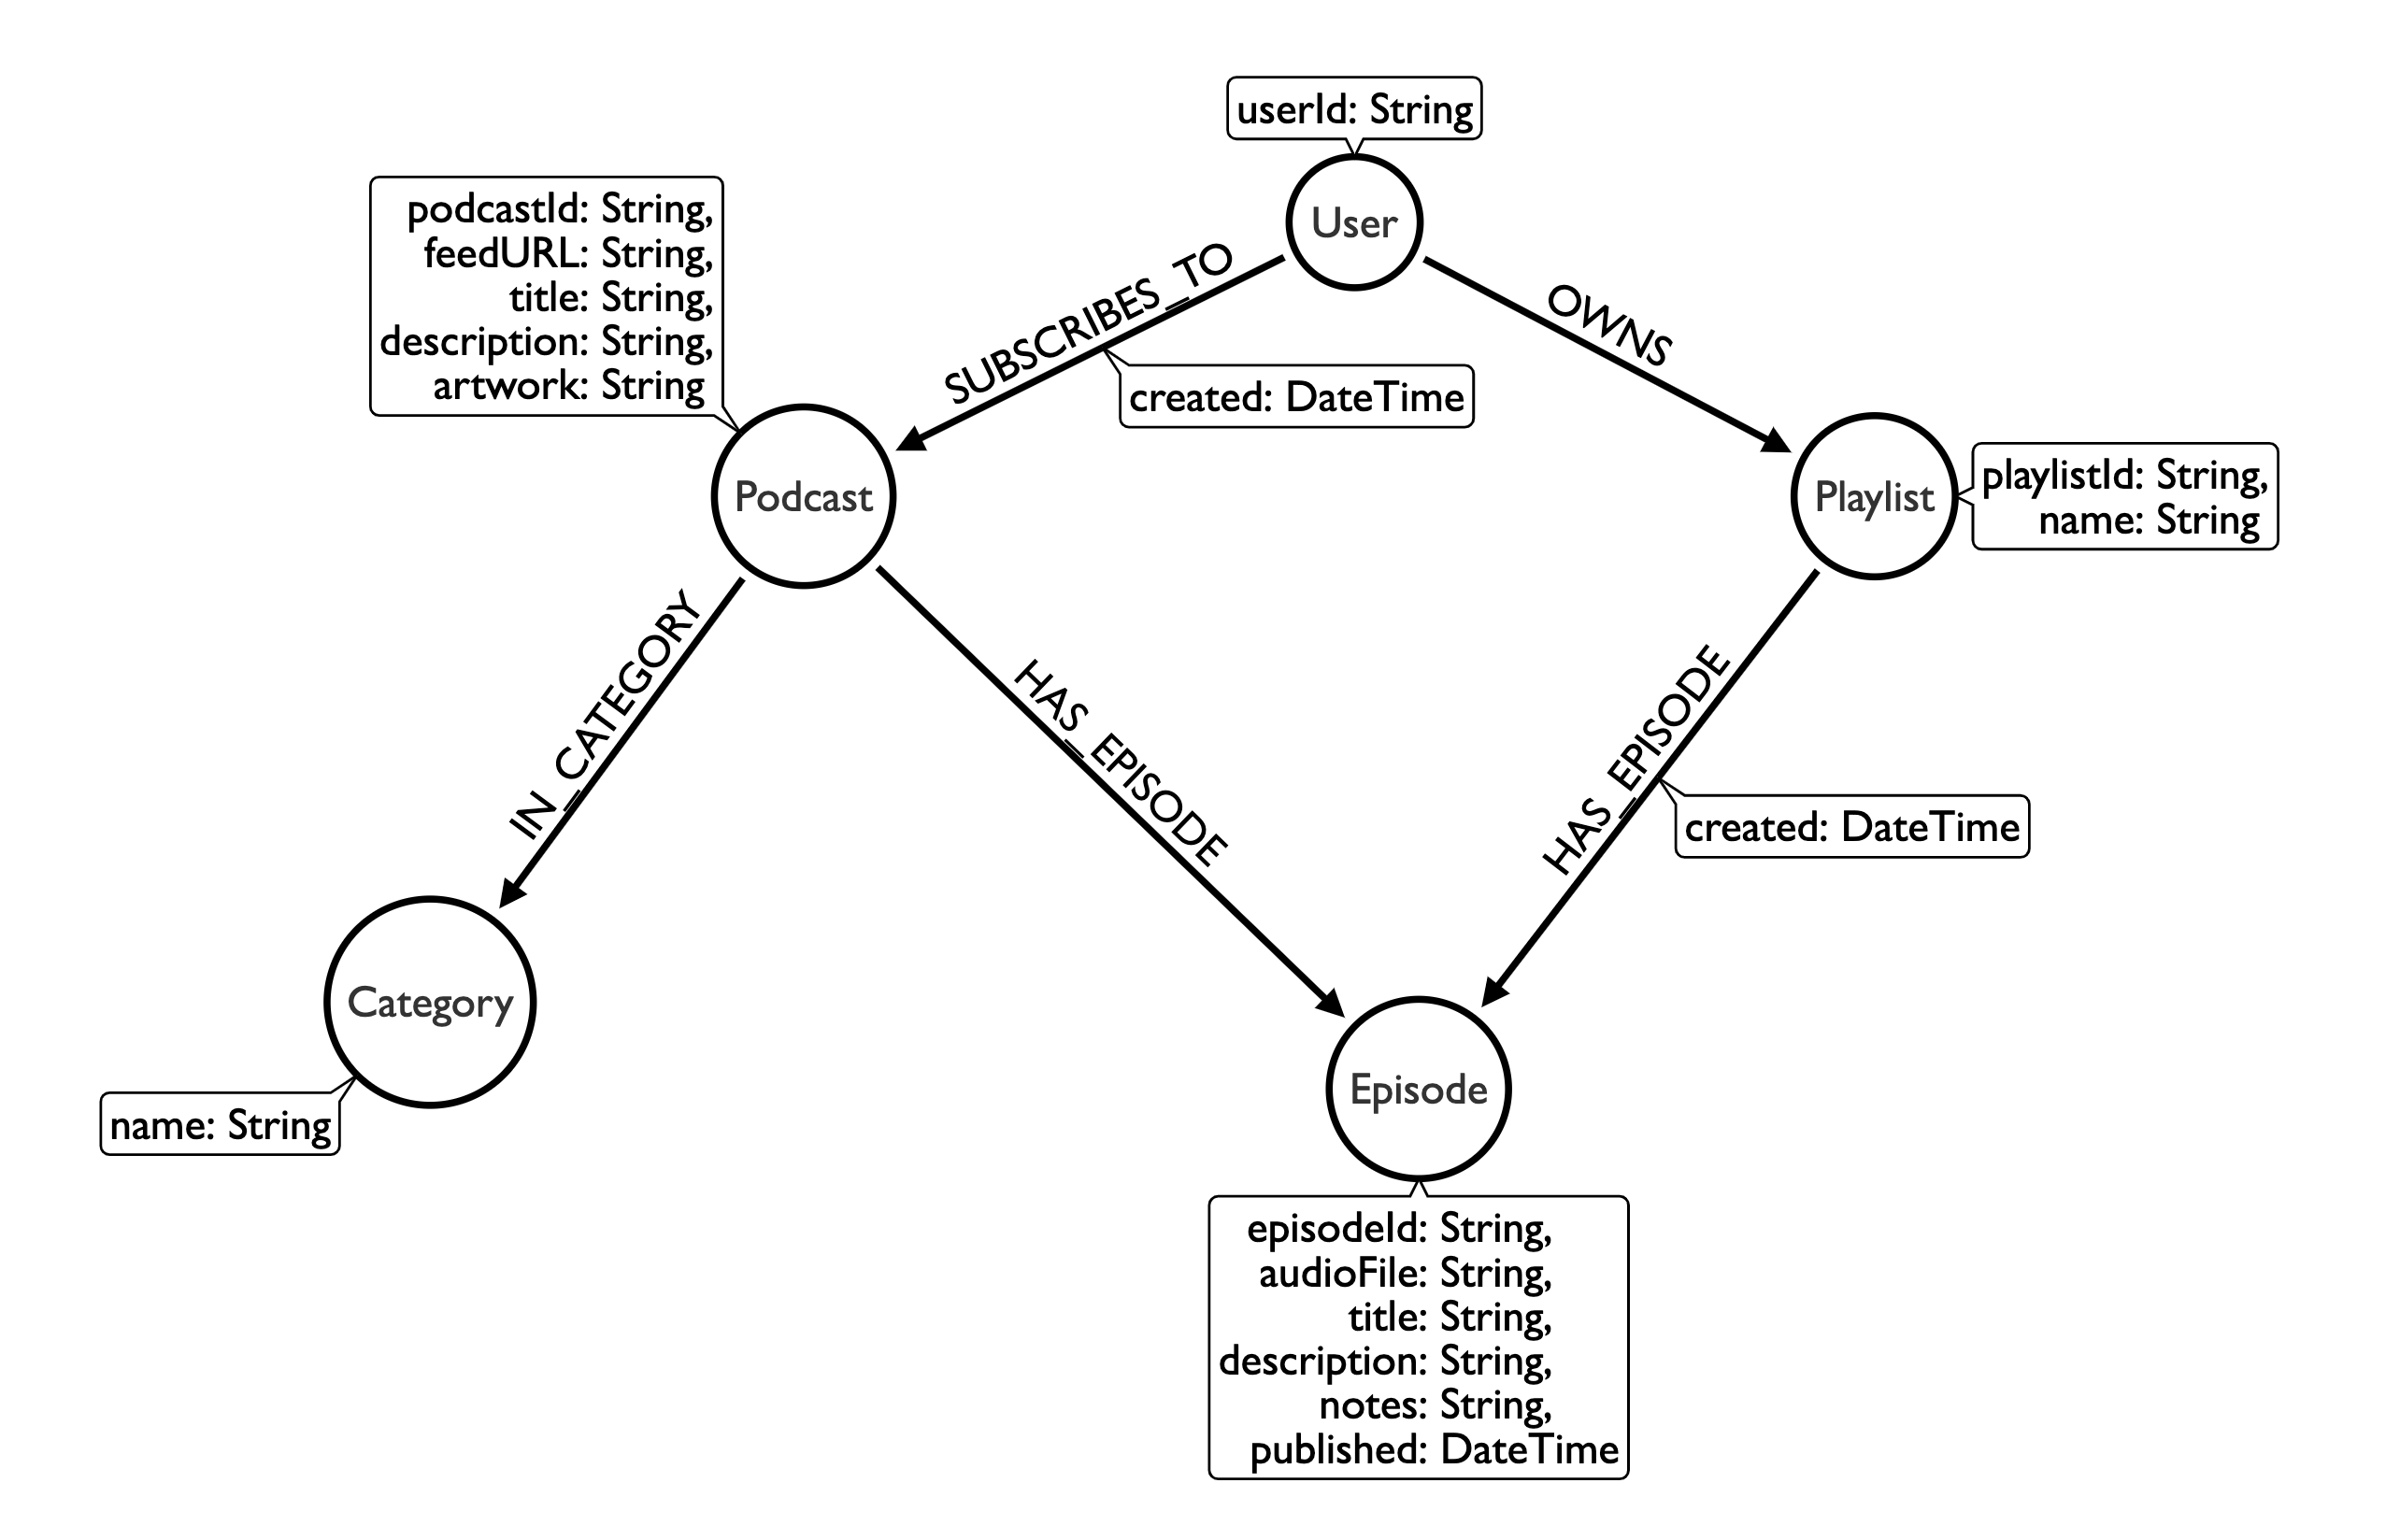 userId: String
User
podcastId: String,
feedURL: String,
title: String,
description: String,
artwork: String
SUBSCRIBES_TO
OWNS
created: DateTime
Podcast
Playlist
playlistId: String,
name: String
IN_CATEGORY
HAS_EPISODE
HAS_EPISODE
created: DateTime
Category
name: String
Episode
episodeId: String,
audioFile: String,
title: String,
description: String,
notes: String,
published: DateTime